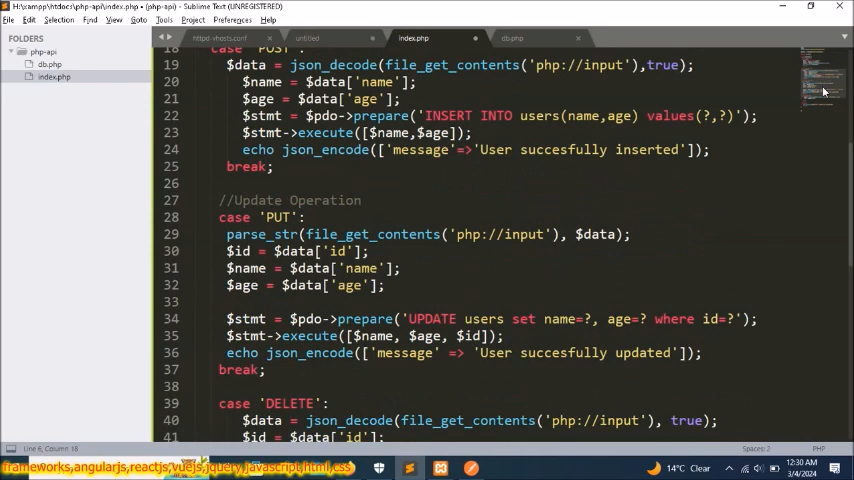 H:\xampp\htdocs\php-api\index.php • (php-api) - Sublime Text (UNREGISTERED)
File Edit Selection Find View Goto Tools Project Preferences Help
FOLDERS
php-api
db.php
index.php
httpd-vhosts.conf
untitled
index.php
db.php
18 case 'POST':
19 $data = json_decode(file_get_contents('php://input'),true);
20 $name = $data['name'];
21 $age = $data['age'];
22 $stmt = $pdo->prepare('INSERT INTO users(name,age) values(?,?)');
23 $stmt->execute([$name,$age]);
24 echo json_encode(['message'=>'User succesfully inserted']);
25 break;
26
27 //Update Operation
28 case 'PUT':
29 parse_str(file_get_contents('php://input'), $data);
30 $id = $data['id'];
31 $name = $data['name'];
32 $age = $data['age'];
33
34 $stmt = $pdo->prepare('UPDATE users set name=?, age=? where id=?');
35 $stmt->execute([$name, $age, $id]);
36 echo json_encode(['message' => 'User succesfully updated']);
37 break;
38
39 case 'DELETE':
40 $data = json_decode(file_get_contents('php://input'), true);
41 $id = $data['id'];
Line 6, Column 18
Spaces: 2
PHP
frameworks,angularjs,reactjs,vuejs,jquery,javascript,html,css
14°C Clear
12:30 AM
3/4/2024